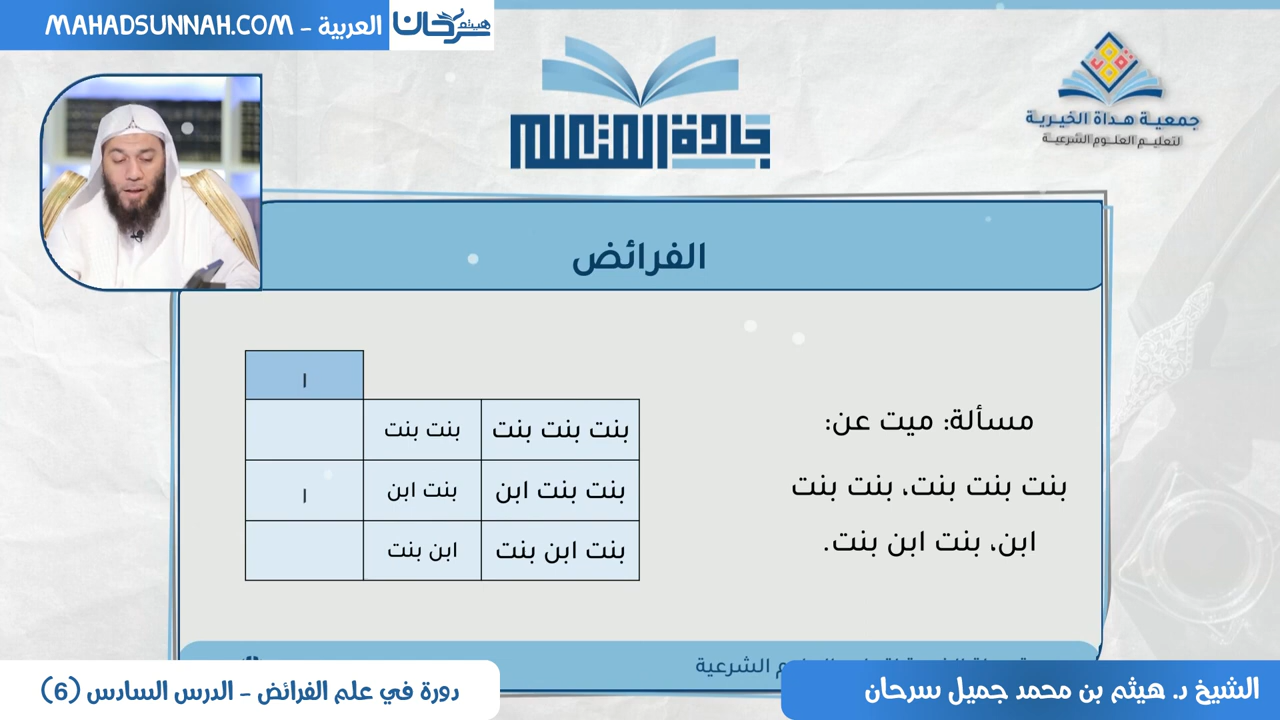 العربية - MAHADSUNNAH.COM
هيثم سرحان
جادة المتعلم
جمعية هداة الخيرية
لتعليم العلوم الشرعية
الفرائض
مسألة: ميت عن:
بنت بنت بنت، بنت بنت
ابن، بنت ابن بنت.
ا
بنت بنت بنت | بنت بنت
بنت بنت ابن | بنت ابن | ا
بنت ابن بنت | ابن بنت
الشرعية
الشيخ د. هيثم بن محمد جميل سرحان
دورة في علم الفرائض - الدرس السادس (6)